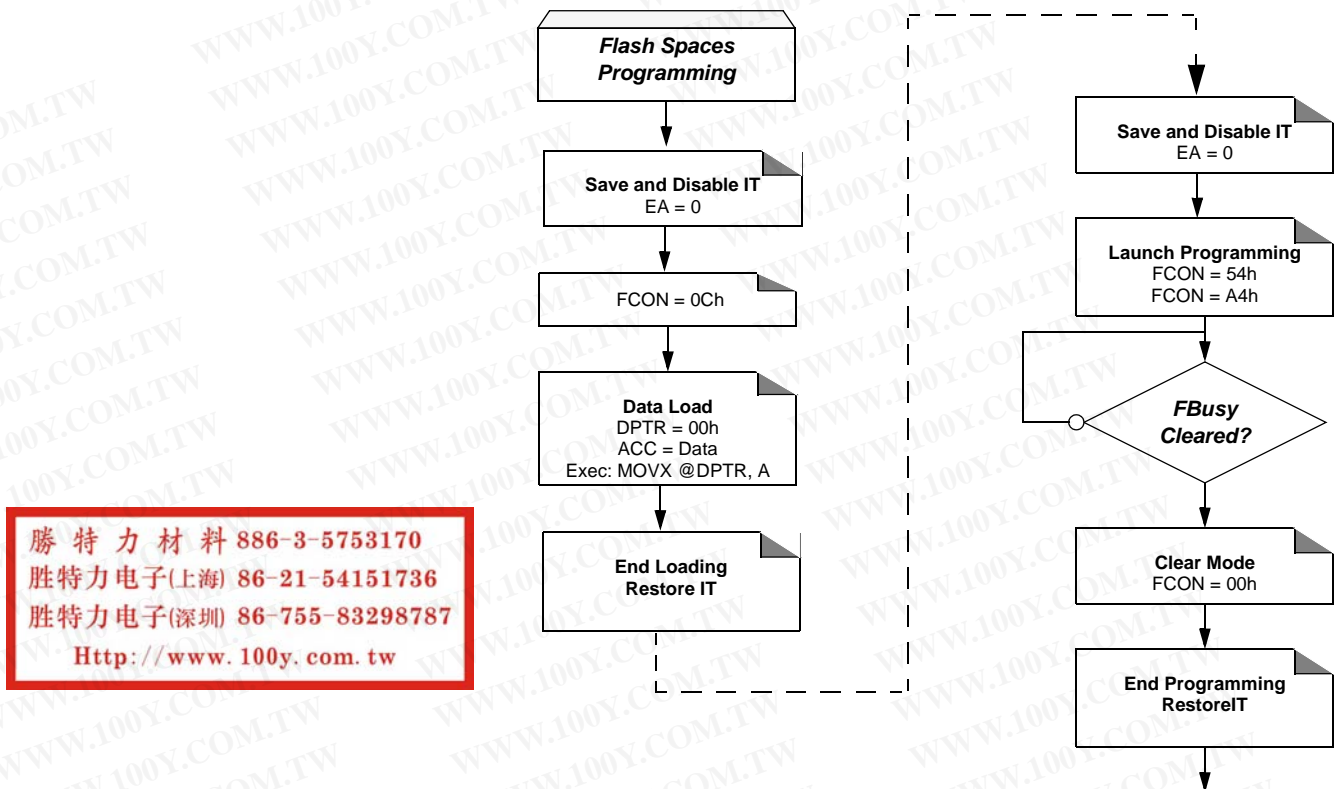 Flash Spaces
Programming
Save and Disable IT
EA = 0
FCON = 0Ch
Data Load
DPTR = 00h
ACC = Data
Exec: MOVX @DPTR, A
End Loading
Restore IT
Save and Disable IT
EA = 0
Launch Programming
FCON = 54h
FCON = A4h
FBusy
Cleared?
Clear Mode
FCON = 00h
End Programming
RestoreIT
勝 特 力 材 料 886-3-5753170
胜特力电子(上海) 86-21-54151736
胜特力电子(深圳) 86-755-83298787
Http://www. 100y. com. tw
WWW.100Y.COM.TW